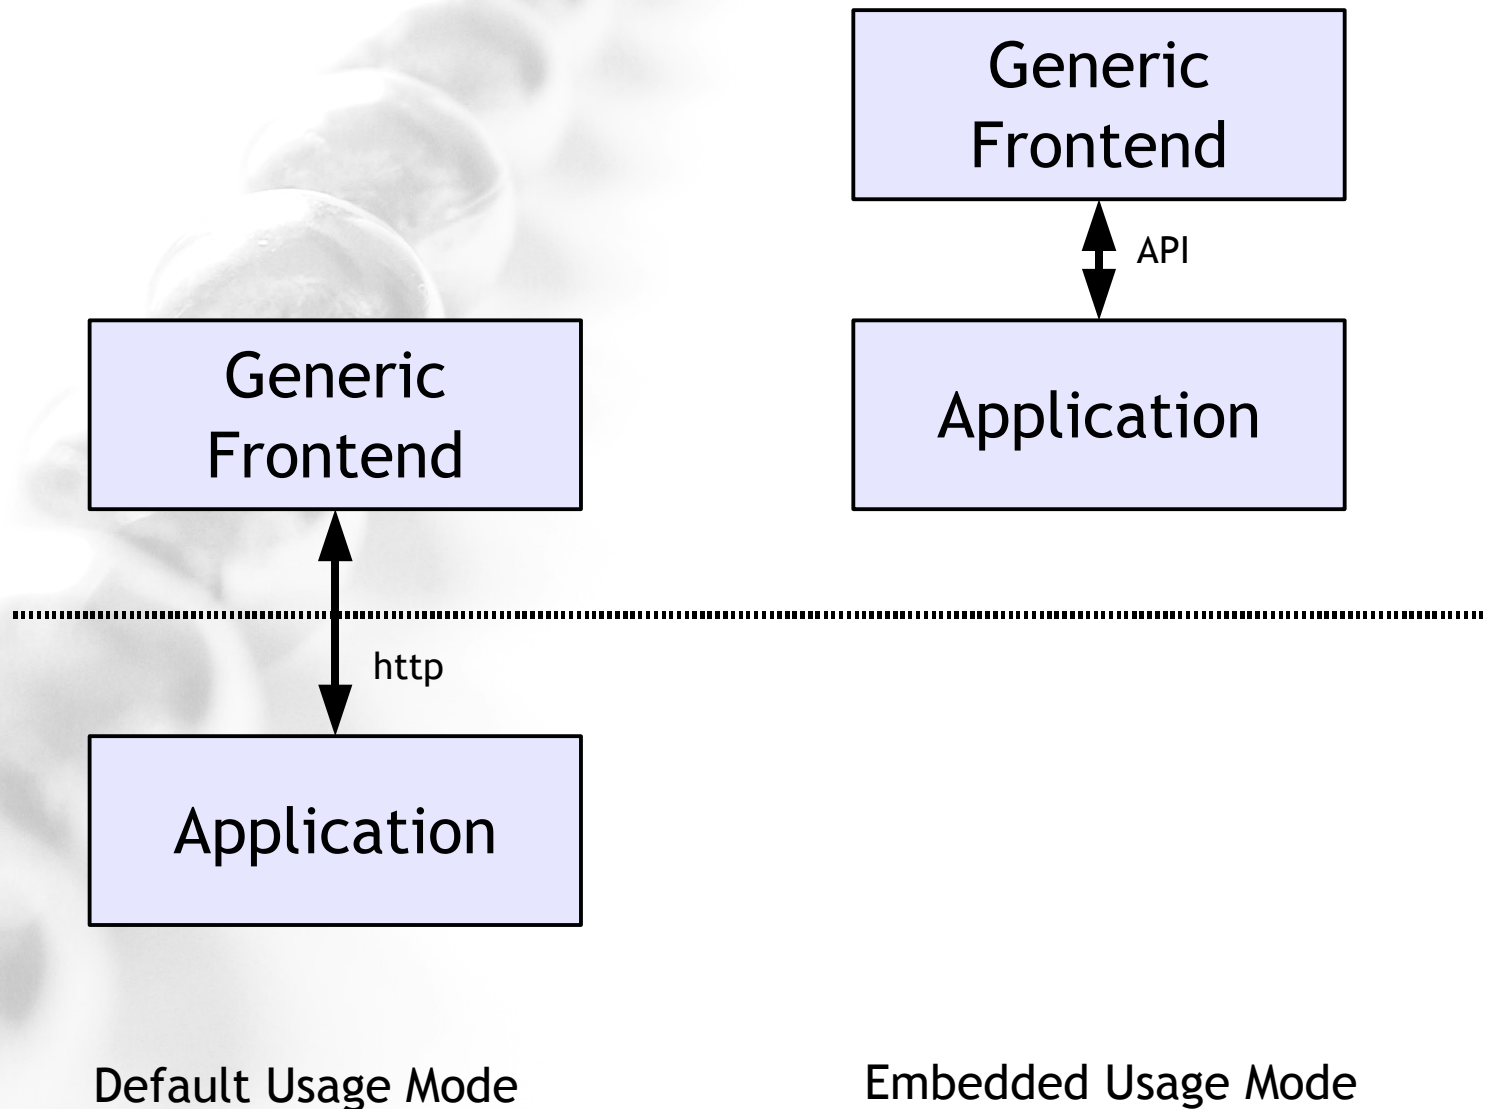 Generic
Frontend
http
Application
Default Usage Mode
Generic
Frontend
API
Application
Embedded Usage Mode